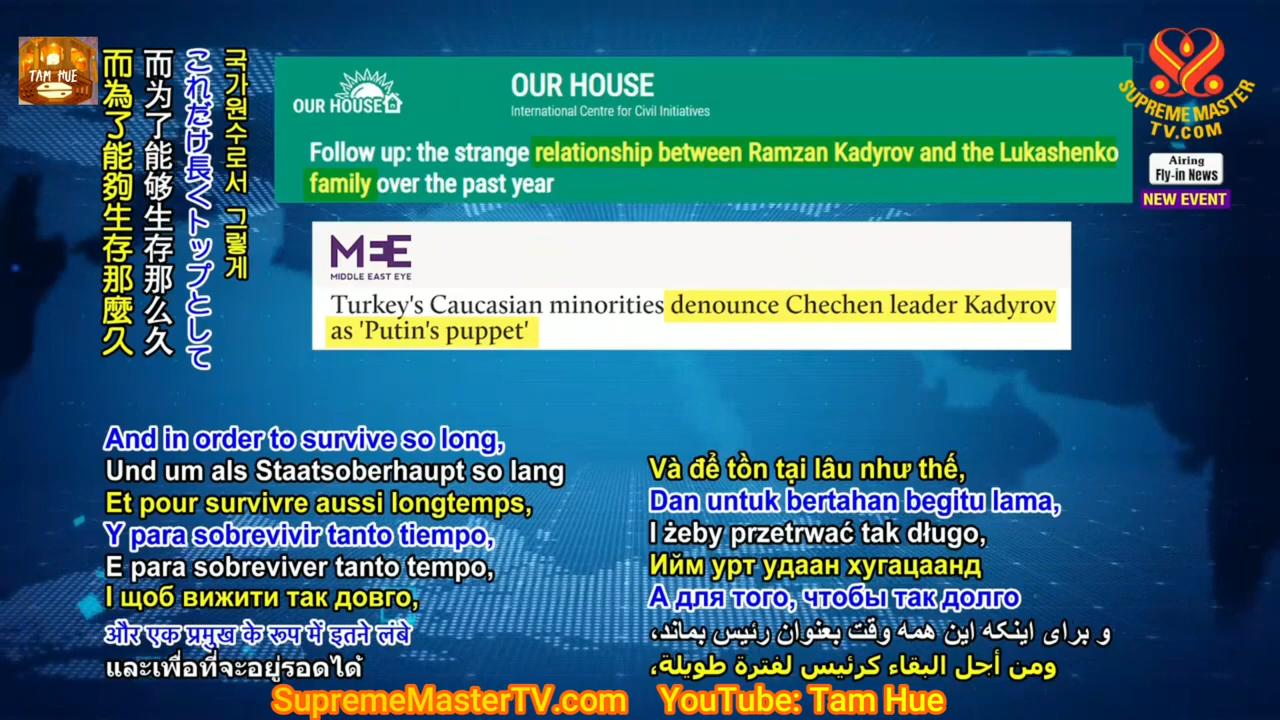 TAM HUE
而為了能夠生存那麼久
而为了能够生存那么久
これだけ長くトップとして
국가원수로서 그렇게
OUR HOUSE
OUR HOUSE
International Centre for Civil Initiatives
Follow up: the strange relationship between Ramzan Kadyrov and the Lukashenko
family over the past year
SUPREME MASTER
TV.COM
Airing
Fly-in News
NEW EVENT
MEE
MIDDLE EAST EYE
Turkey's Caucasian minorities denounce Chechen leader Kadyrov
as 'Putin's puppet'
And in order to survive so long,
Und um als Staatsoberhaupt so lang
Et pour survivre aussi longtemps,
Y para sobrevivir tanto tiempo,
E para sobreviver tanto tempo,
І щоб вижити так довго,
और एक प्रमुख के रूप में इतने लंबे
และเพื่อที่จะอยู่รอดได้
Và để tồn tại lâu như thế,
Dan untuk bertahan begitu lama,
I żeby przetrwać tak długo,
Ийм урт удаан хугацаанд
А для того, чтобы так долго
و برای اینکه این همه وقت بعنوان رئیس بماند،
ومن أجل البقاء كرئيس لفترة طويلة،
SupremeMasterTV.com YouTube: Tam Hue